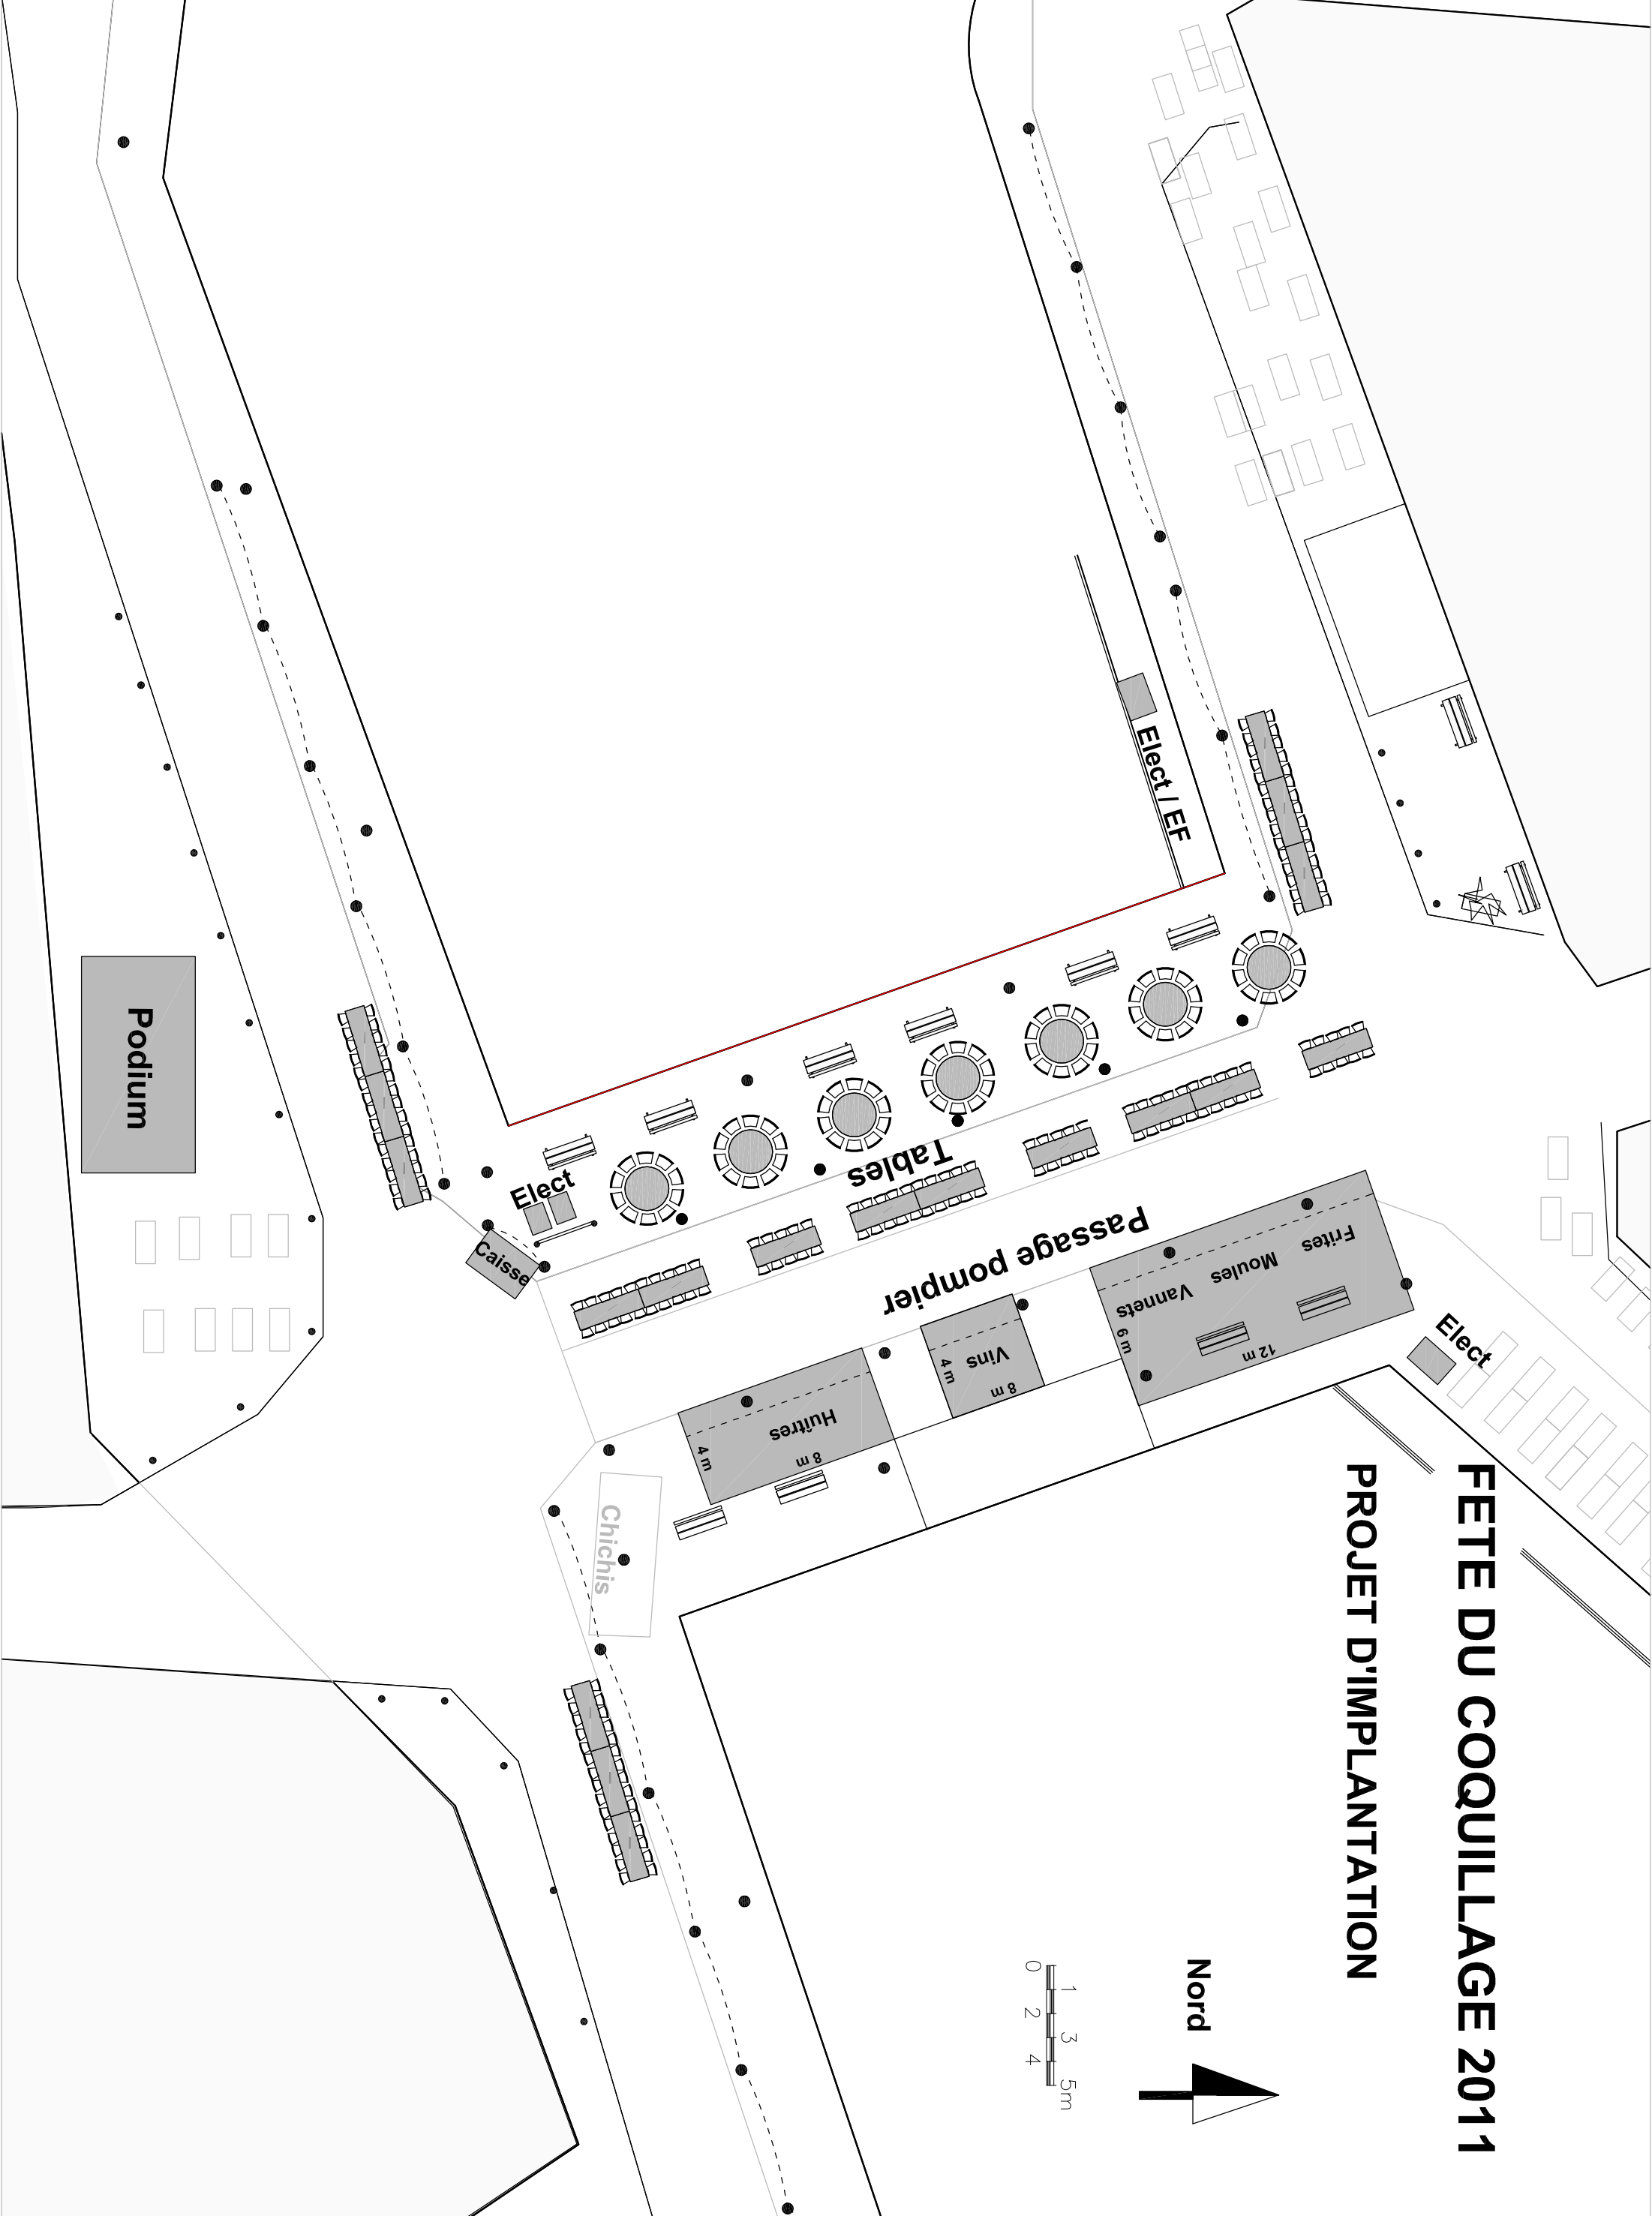 FETE DU COQUILLAGE 2011
PROJET D'IMPLANTATION
Nord
0 1 2 3 4 5m
Elect / EF
Elect
Caisse
Tables
Passage pompier
Podium
Chichis
Huîtres
4 m
8 m
Vins
4 m
8 m
Vannets
Moules
Frites
6 m
12 m
Elect